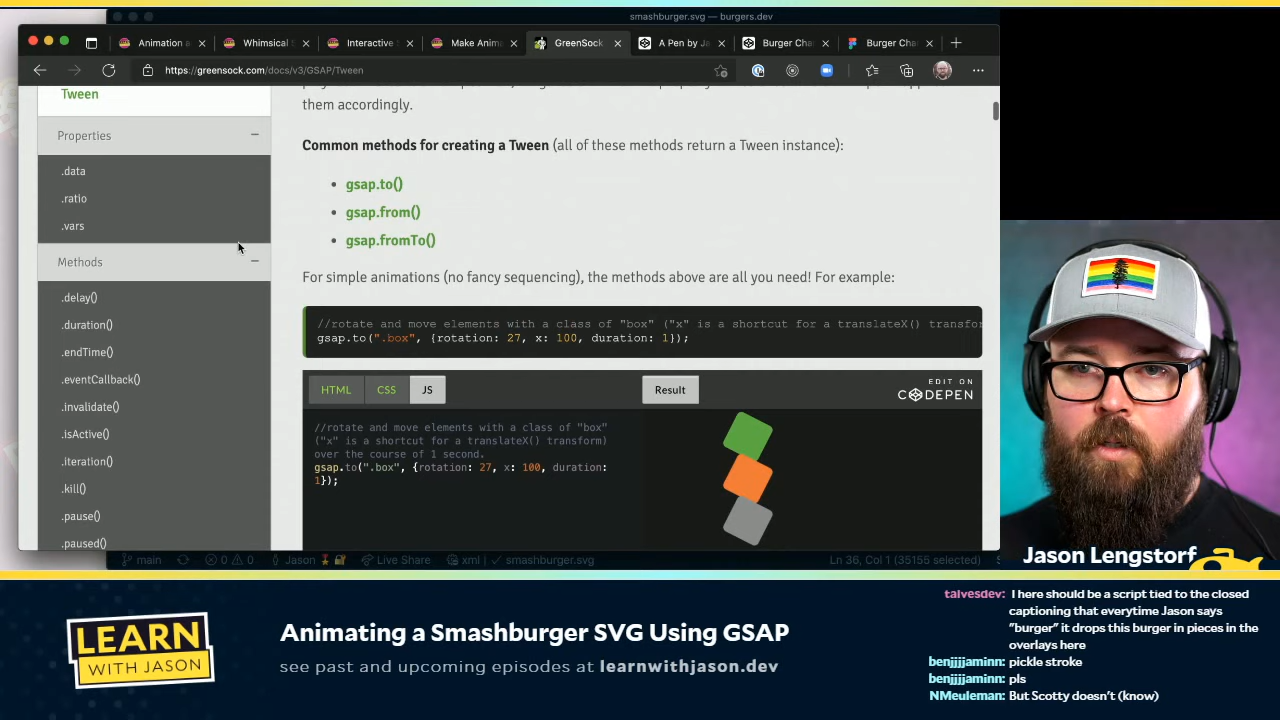 smashburger.svg — burgers.dev
Animation a
Whimsical
Interactive S
Make Anim
GreenSock
A Pen by Ja
Burger Cha
Burger Cha
https://greensock.com/docs/v3/GSAP/Tween
Tween
Properties
.data
.ratio
.vars
Methods
.delay()
.duration()
.endTime()
.eventCallback()
.invalidate()
.isActive()
.iteration()
.kill()
.pause()
.paused()
them accordingly.
Common methods for creating a Tween (all of these methods return a Tween instance):
• gsap.to()
• gsap.from()
• gsap.fromTo()
For simple animations (no fancy sequencing), the methods above are all you need! For example:
//rotate and move elements with a class of "box" ("x" is a shortcut for a translateX() transfor
gsap.to(".box", {rotation: 27, x: 100, duration: 1});
HTML CSS JS
Result
EDIT ON
CODEPEN
//rotate and move elements with a class of "box"
("x" is a shortcut for a translateX() transform)
over the course of 1 second.
gsap.to(".box", {rotation: 27, x: 100, duration:
1});
main
0 0
Jason
Live Share
xml
smashburger.svg
Ln 36, Col 1 (35155 selected)
Jason Lengstorf
LEARN
WITH JASON
Animating a Smashburger SVG Using GSAP
see past and upcoming episodes at learnwithjason.dev
talvesdev: I here should be a script tied to the closed
captioning that everytime Jason says
"burger" it drops this burger in pieces in the
overlays here
benjjjjaminn: pickle stroke
benjjjjaminn: pls
NMeuleman: But Scotty doesn't (know)